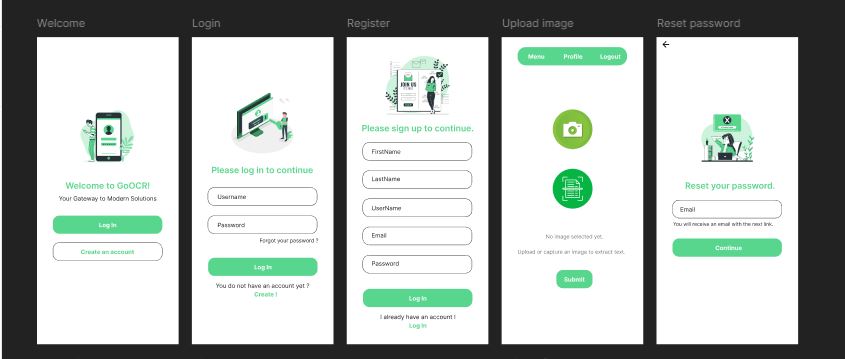 Welcome
Welcome to GoOCR!
Your Gateway to Modern Solutions
Log In
Create an account
Login
Please log in to continue
Username
Password
Forgot your password ?
Log In
You do not have an account yet ?
Create !
Register
JOIN US
Please sign up to continue.
FirstName
LastName
UserName
Email
Password
Log In
I already have an account !
Log In
Upload image
Menu Profile Logout
No image selected yet.
Upload or capture an image to extract text.
Submit
Reset password
Reset your password.
Email
You will receive an email with the next link.
Continue